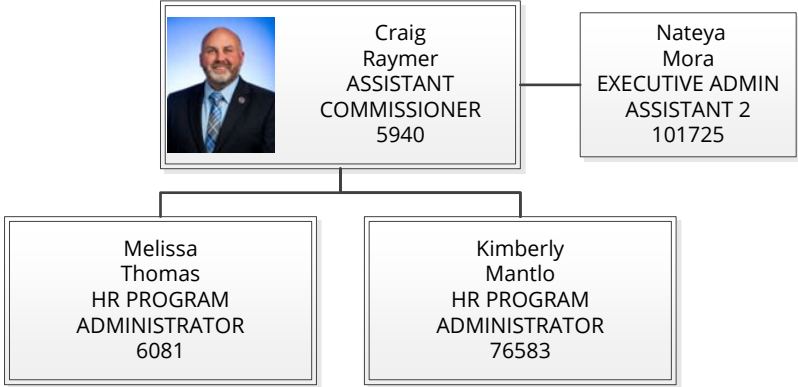 Craig
Raymer
ASSISTANT
COMMISSIONER
5940
Nateya
Mora
EXECUTIVE ADMIN
ASSISTANT 2
101725
Melissa
Thomas
HR PROGRAM
ADMINISTRATOR
6081
Kimberly
Mantlo
HR PROGRAM
ADMINISTRATOR
76583